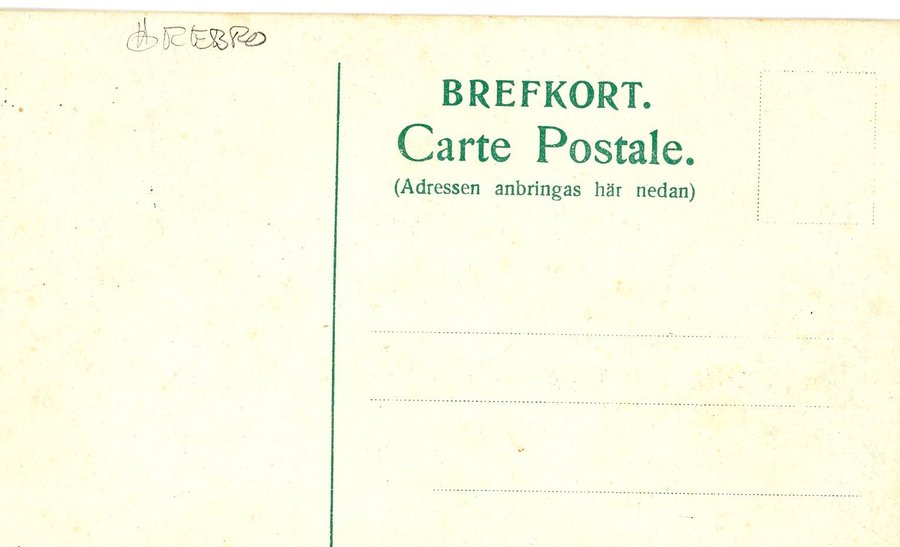 ÖREBRO
BREFKORT.
Carte Postale.
(Adressen anbringas här nedan)